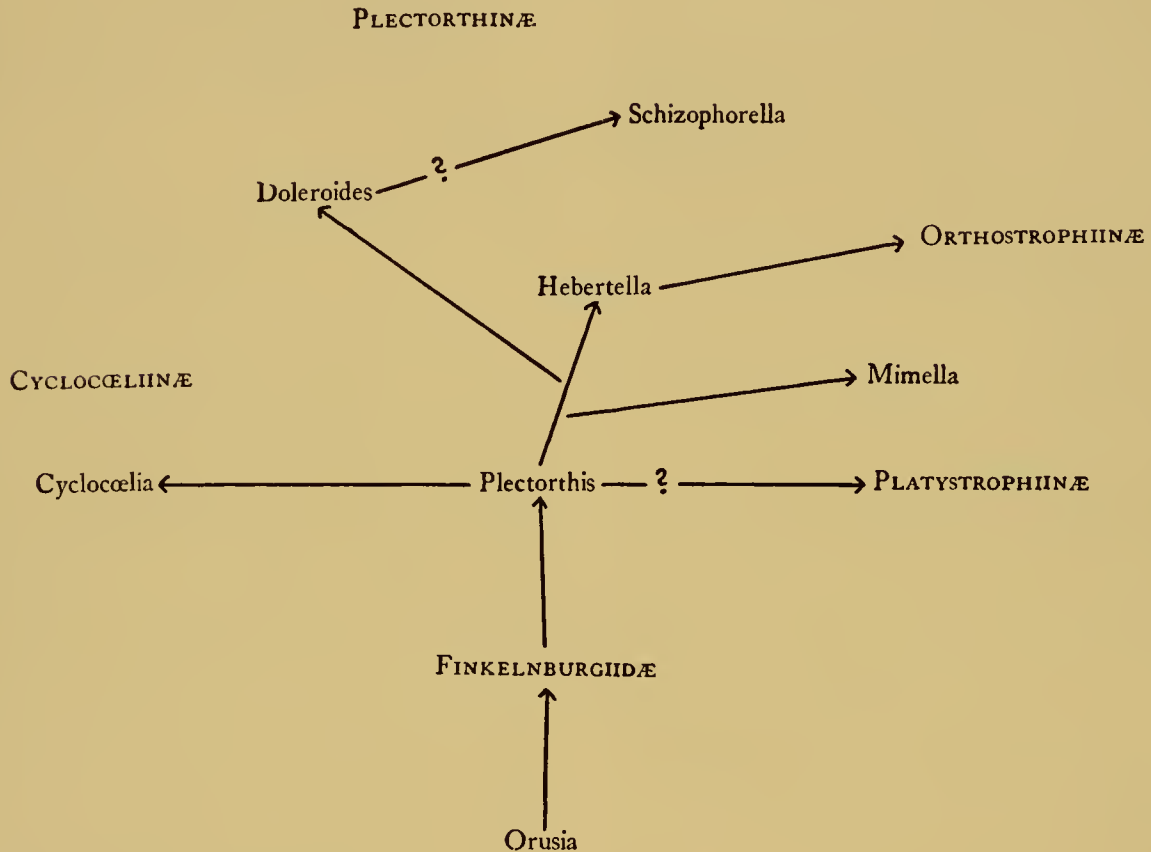 PLECTORTHINÆ
Schizophorella
?
Doleroides
ORTHOSTROPHIINÆ
Hebertella
CYCLOCŒLIINÆ
Mimella
Cyclocœlia
Plectorthis
?
PLATYSTROPHIINÆ
FINKELNBURGIIDÆ
Orusia